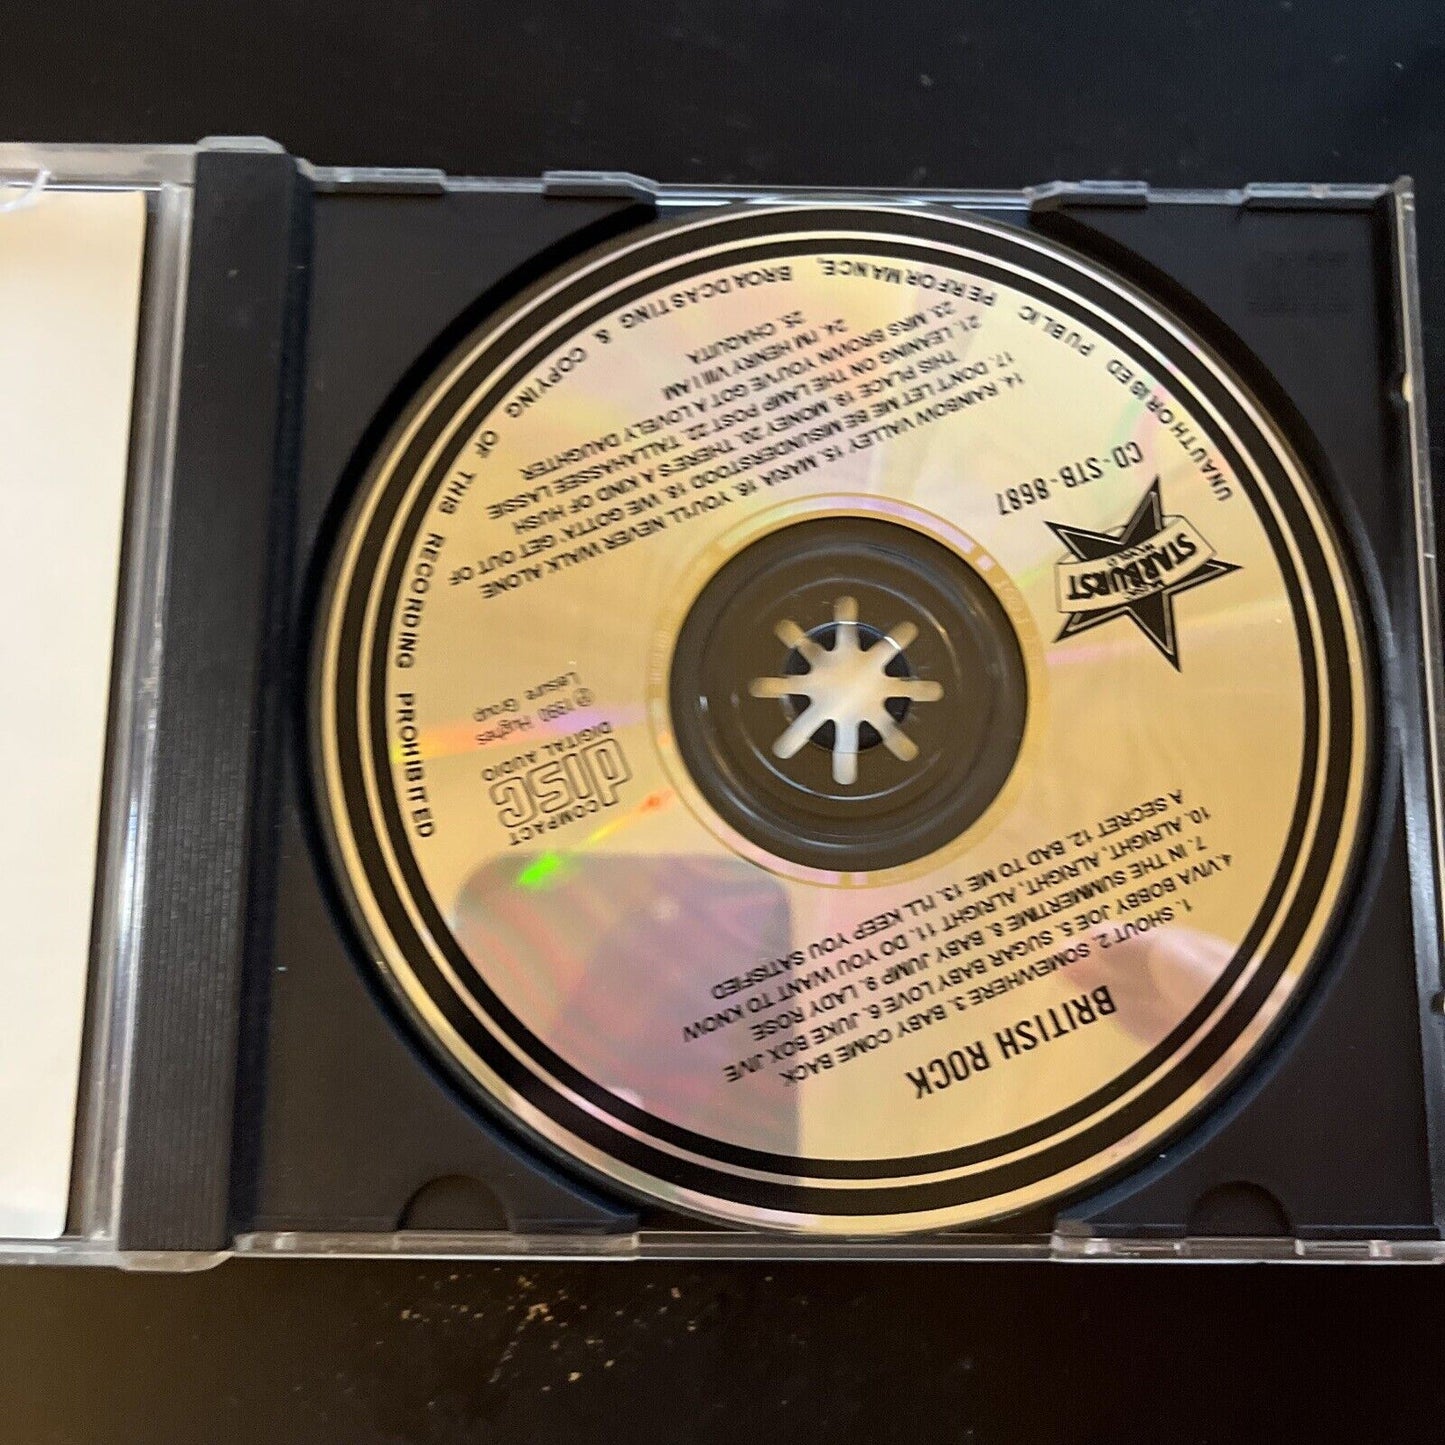 BRITISH ROCK
1. SHOUT 2. SOMEWHERE 3. BABY COME BACK
4.VIVA BOBBY JOE 5. SUGAR BABY LOVE 6. JUKE BOX JIVE
7. IN THE SUMMERTIME 8. BABY JUMP 9. LADY ROSE
10. ALRIGHT, ALRIGHT, ALRIGHT 11. DO YOU WANT TO KNOW
A SECRET 12. BAD TO ME 13. I'LL KEEP YOU SATISFIED
COMPACT
disc
DIGITAL AUDIO
℗ 1990 Hughes
Leisure Group
STARBURST
CD-STB-8687
14. RAINBOW VALLEY 15. MARIA 16. YOU'LL NEVER WALK ALONE
17. DON'T LET ME BE MISUNDERSTOOD 18. WE GOTTA GET OUT OF
THIS PLACE 19. MONEY 20. THERE'S A KIND OF HUSH
21. LEANING ON THE LAMP POST 22. TALLAHASSEE LASSIE
23. MRS BROWN YOU'VE GOT A LOVELY DAUGHTER
24. I'M HENRY VIII I AM
25. CHAQUITA
UNAUTHORISED PUBLIC PERFORMANCE, BROADCASTING & COPYING OF THIS RECORDING PROHIBITED